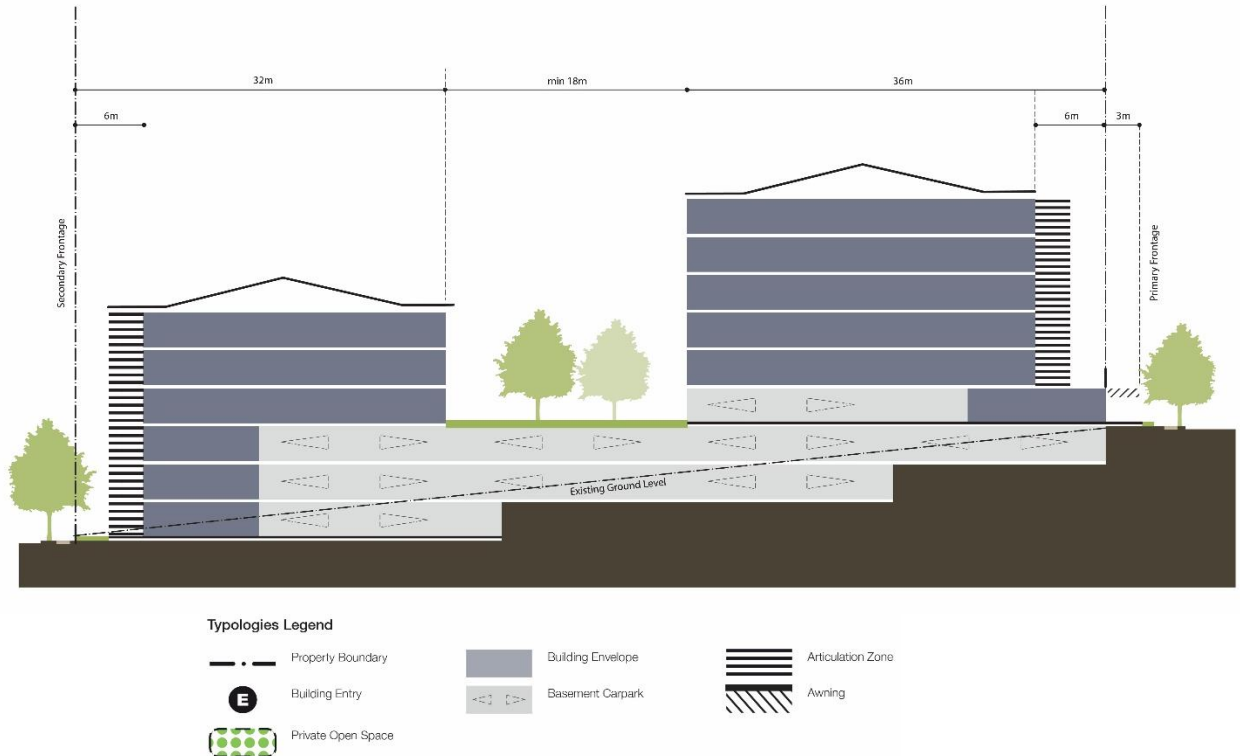 32m
min 18m
36m
6m
6m
3m
Secondary Frontage
Primary Frontage
Existing Ground Level
Typologies Legend
Property Boundary
Building Envelope
Articulation Zone
E
Building Entry
Basement Carpark
Awning
Private Open Space